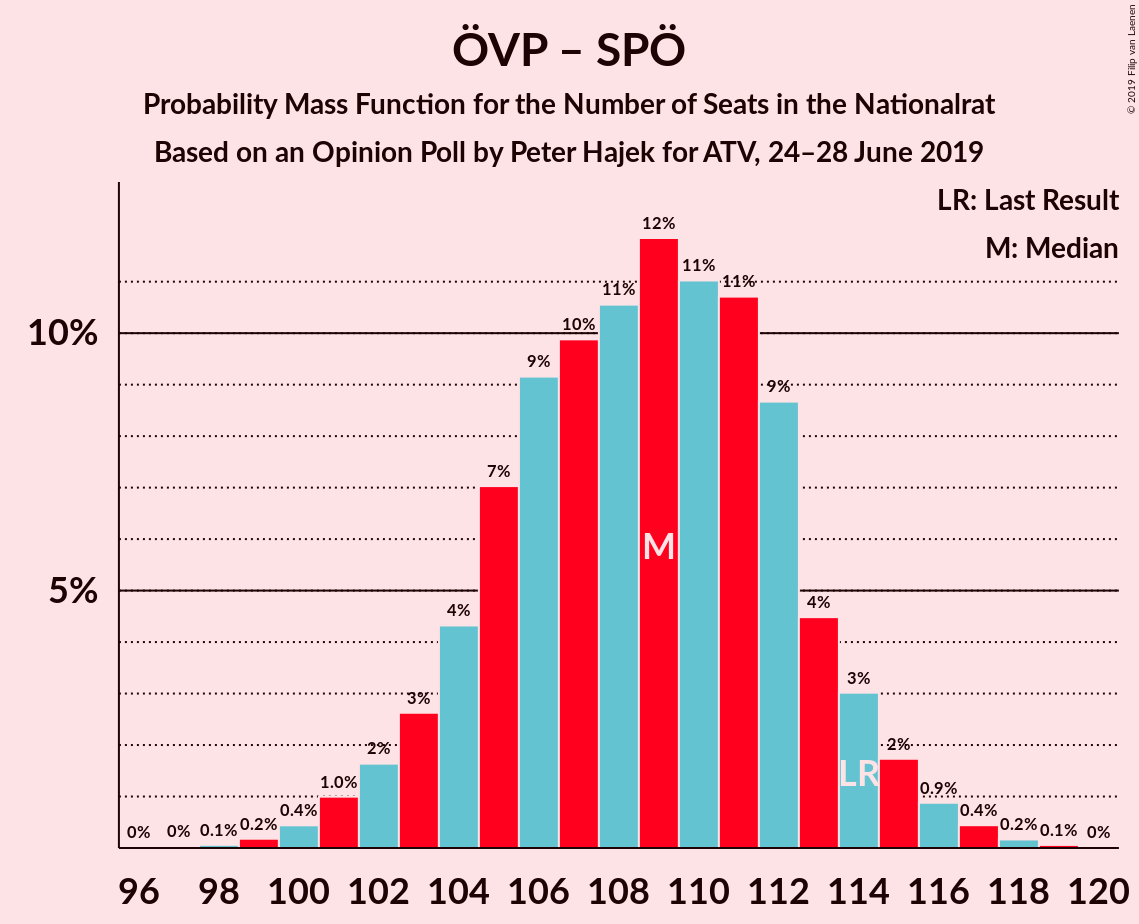 ÖVP – SPÖ
Probability Mass Function for the Number of Seats in the Nationalrat
Based on an Opinion Poll by Peter Hajek for ATV, 24–28 June 2019
© 2019 Filip van Laenen
LR: Last Result
M: Median
10%
5%
0% 0% 0.1% 0.2% 0.4% 1.0% 2% 3% 4% 7% 9% 10% 11% 12% 11% 11% 9% 4% 3% 2% 0.9% 0.4% 0.2% 0.1% 0%
M
LR
96 98 100 102 104 106 108 110 112 114 116 118 120